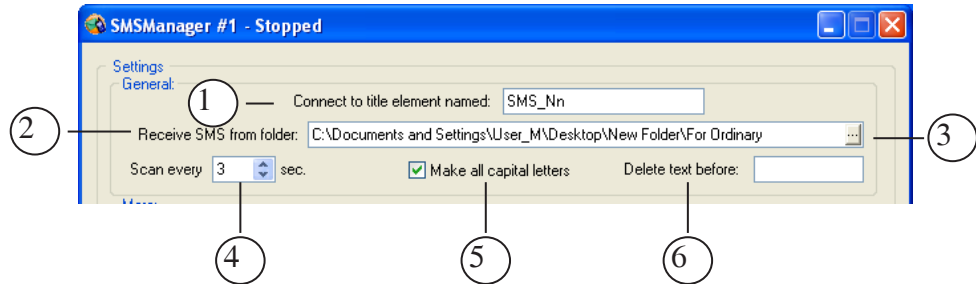 SMSManager #1 - Stopped
Settings
General:
1
Connect to title element named: SMS_Nn
2
Receive SMS from folder: C:\Documents and Settings\User_M\Desktop\New Folder\For Ordinary ...
3
Scan every 3 sec. Make all capital letters Delete text before:
More:
4 5 6